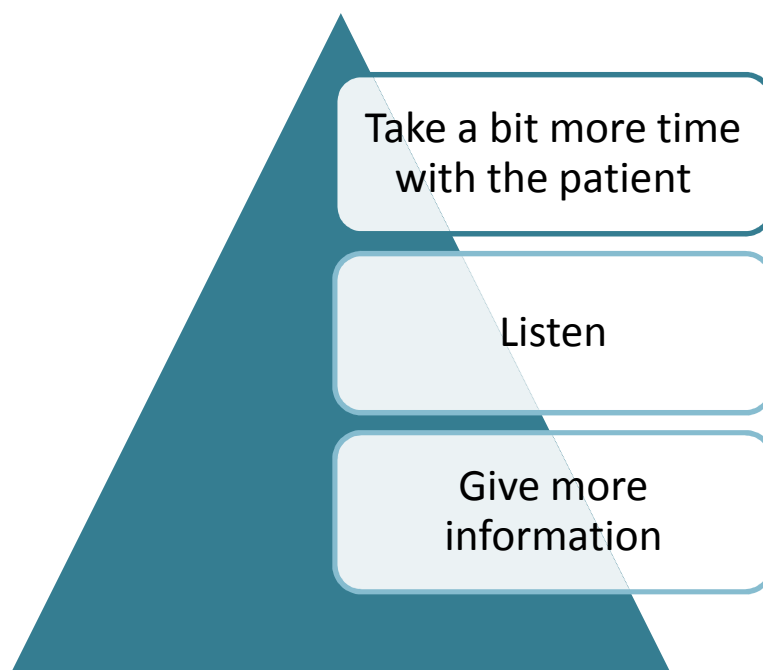 Take a bit more time
with the patient
Listen
Give more
information